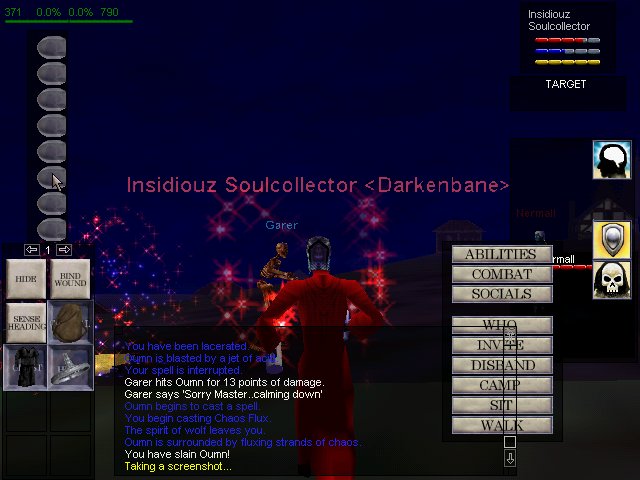 371 0.0% 0.0% 790
Insidiouz
Soulcollector
TARGET
Insidiouz Soulcollector <Darkenbane>
Nermall
Garer
rmall
1
HIDE
BIND
WOUND
SENSE
HEADING
ABILITIES
COMBAT
SOCIALS
WHO
INVITE
DISBAND
CAMP
SIT
WALK
You have been lacerated.
Oumn is blasted by a jet of acid.
Your spell is interrupted.
Garer hits Oumn for 13 points of damage.
Garer says 'Sorry Master..calming down'
Oumn begins to cast a spell.
You begin casting Chaos Flux.
The spirit of wolf leaves you.
Oumn is surrounded by fluxing strands of chaos.
You have slain Oumn!
Taking a screenshot...